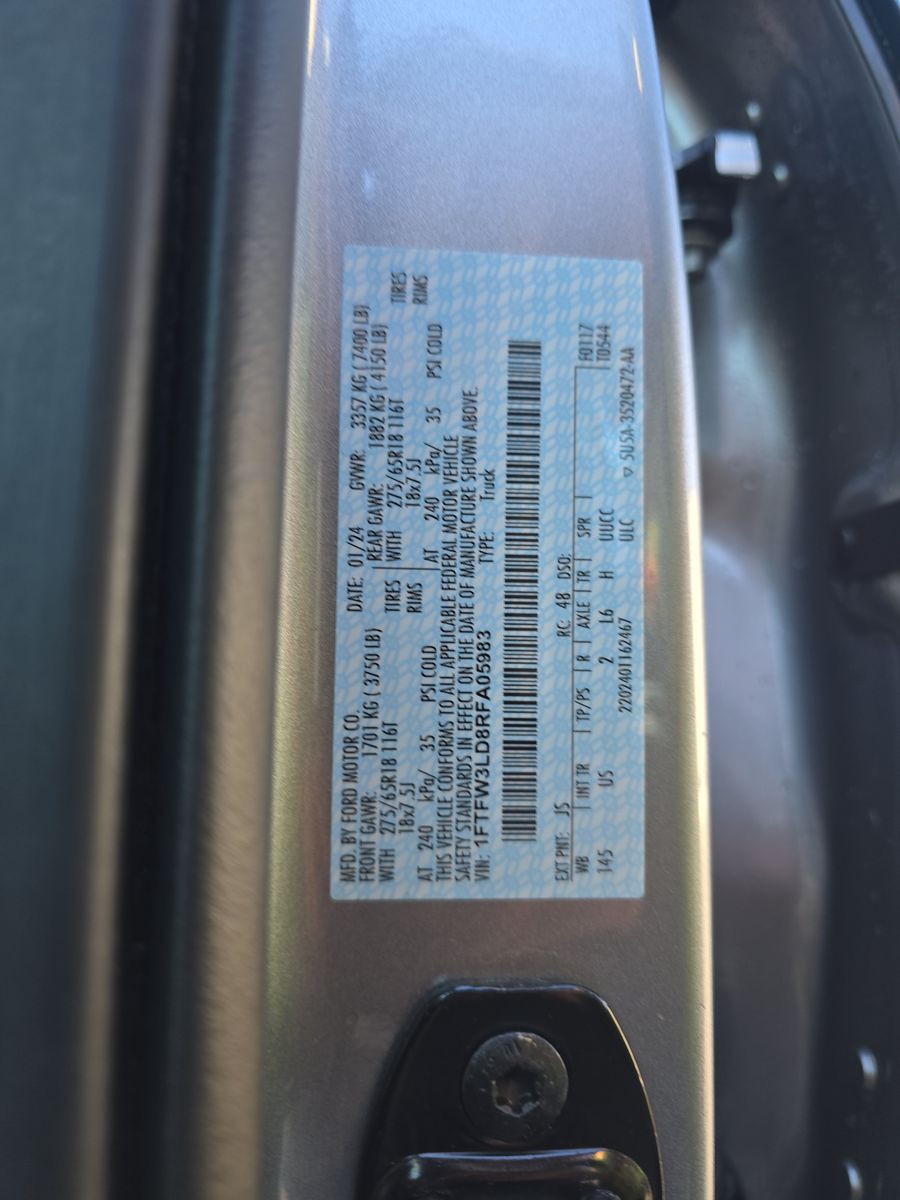 MFD. BY FORD MOTOR CO. DATE: 01/24 GVWR: 3357 KG ( 7400 LB)
FRONT GAWR: 1701 KG ( 3750 LB) REAR GAWR: 1882 KG ( 4150 LB)
WITH 275/65R18 116T TIRES WITH 275/65R18 116T TIRES
18x7.5J RIMS 18x7.5J RIMS
AT 240 kPa/ 35 PSI COLD AT 240 kPa/ 35 PSI COLD
THIS VEHICLE CONFORMS TO ALL APPLICABLE FEDERAL MOTOR VEHICLE
SAFETY STANDARDS IN EFFECT ON THE DATE OF MANUFACTURE SHOWN ABOVE.
VIN: 1FTFW3LD8RFA05983 TYPE: Truck
EXT PNT: JS RC: 48 DSO: F0117
WB INT TR TP/PS R AXLE TR SPR T0544
145 US 2 L6 H UUCC
2202401162467 ULC ▽ 5U5A-3520472-AA